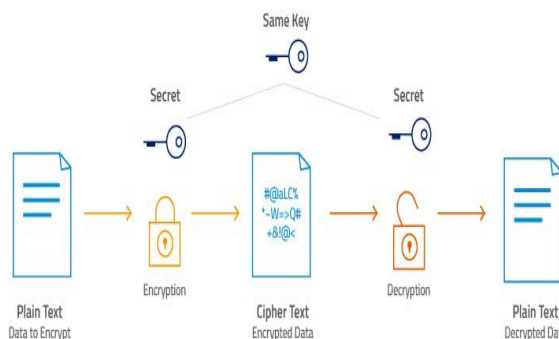 Same Key
Secret
Secret
#@aLC%
*~W=>Q#
+&!@<
Encryption
Decryption
Plain Text
Data to Encrypt
Cipher Text
Encrypted Data
Plain Text
Decrypted Dat